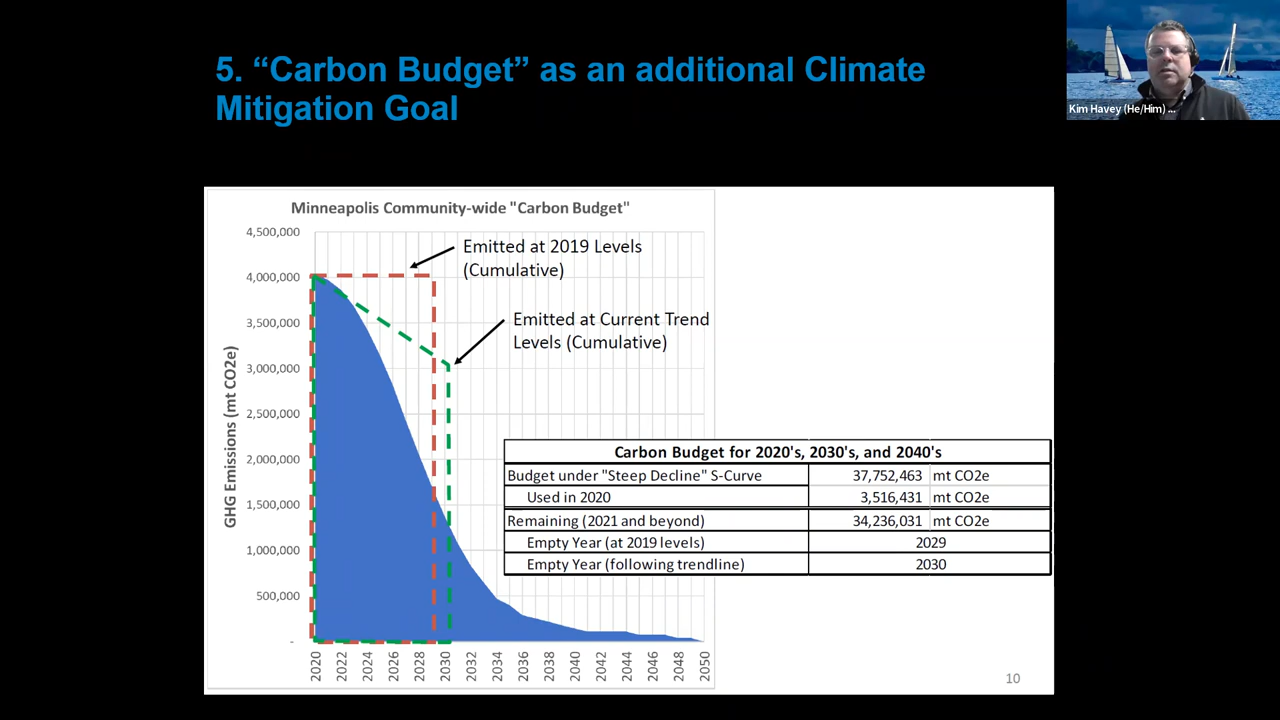 5. “Carbon Budget” as an additional Climate
Mitigation Goal
Kim Havey (He/Him) ...
Minneapolis Community-wide "Carbon Budget"
GHG Emissions (mt CO2e)
4,500,000
4,000,000
3,500,000
3,000,000
2,500,000
2,000,000
1,500,000
1,000,000
500,000
-
2020
2022
2024
2026
2028
2030
2032
2034
2036
2038
2040
2042
2044
2046
2048
2050
Emitted at 2019 Levels
(Cumulative)
Emitted at Current Trend
Levels (Cumulative)
Carbon Budget for 2020's, 2030's, and 2040's
Budget under "Steep Decline" S-Curve 37,752,463 mt CO2e
Used in 2020 3,516,431 mt CO2e
Remaining (2021 and beyond) 34,236,031 mt CO2e
Empty Year (at 2019 levels) 2029
Empty Year (following trendline) 2030
10